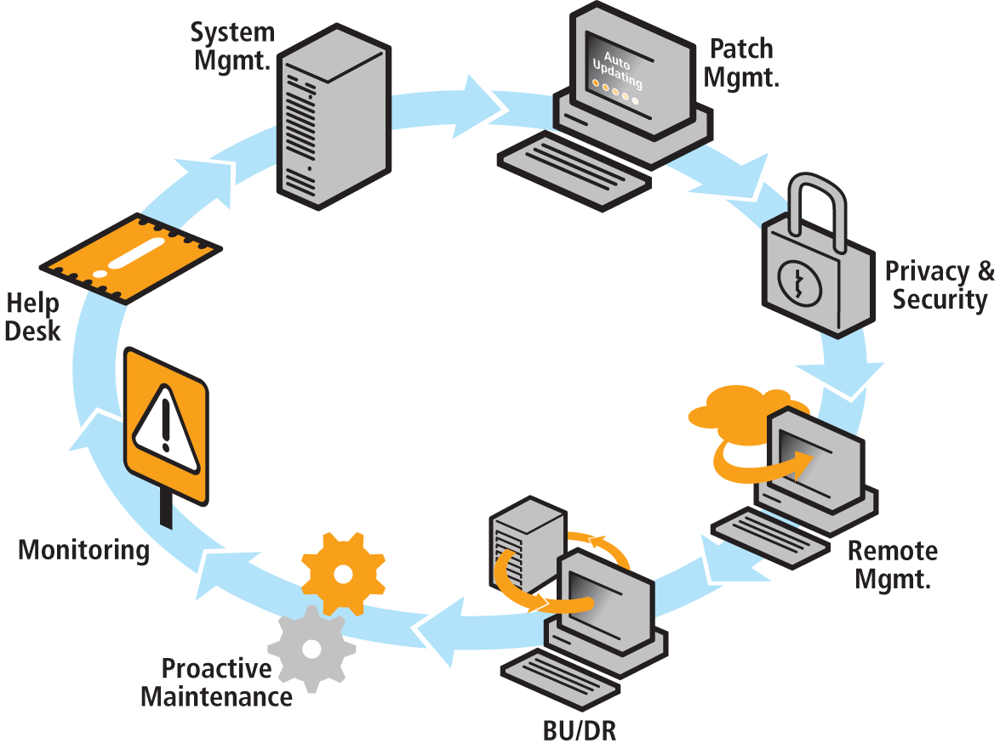 System
Mgmt.
Auto
Updating
Patch
Mgmt.
Privacy &
Security
Help
Desk
Remote
Mgmt.
Monitoring
Proactive
Maintenance
BU/DR